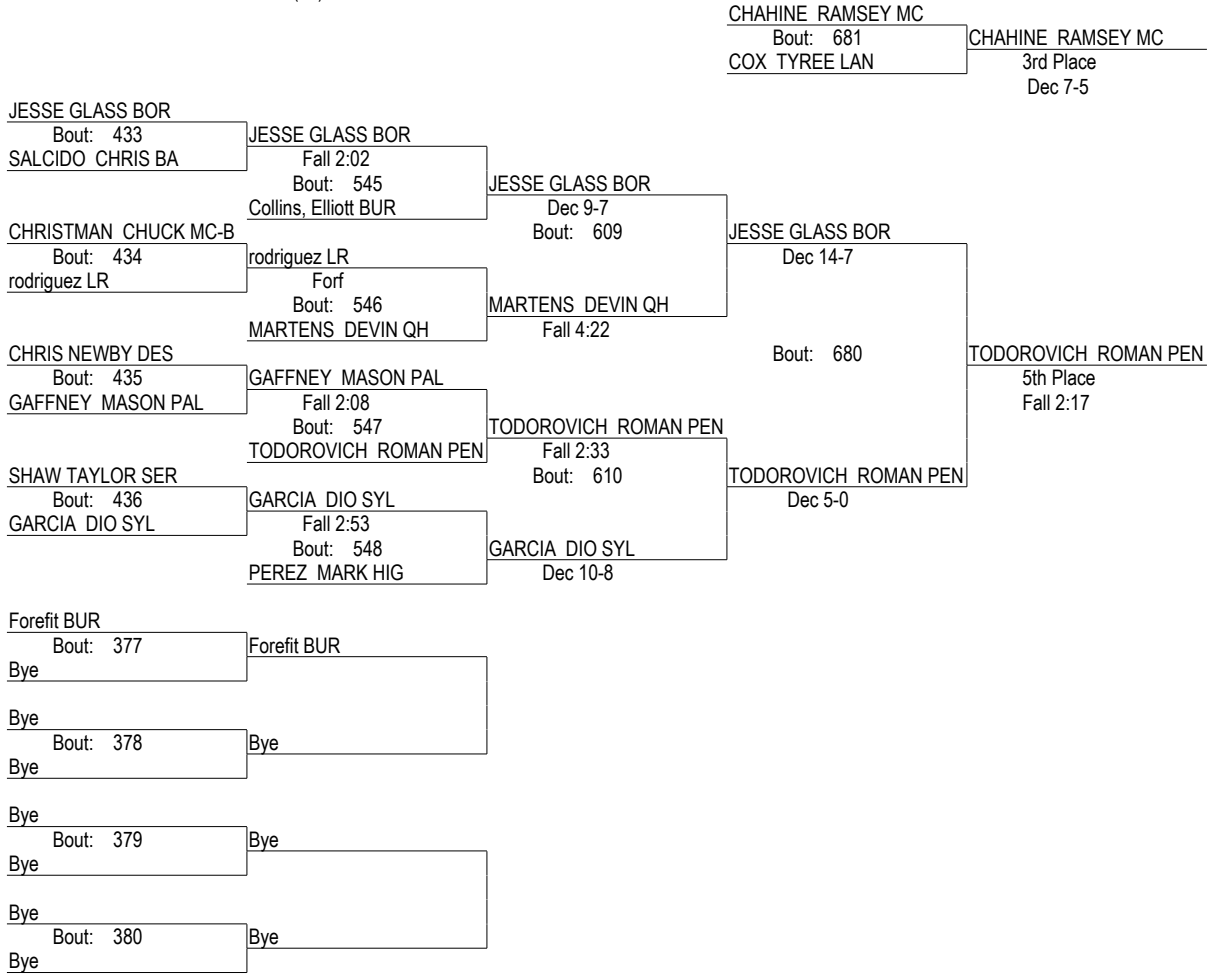 CHAHINE RAMSEY MC
Bout: 681
CHAHINE RAMSEY MC
COX TYREE LAN
3rd Place
Dec 7-5
JESSE GLASS BOR
Bout: 433
JESSE GLASS BOR
SALCIDO CHRIS BA
Fall 2:02
Bout: 545
JESSE GLASS BOR
Collins, Elliott BUR
Dec 9-7
CHRISTMAN CHUCK MC-B
Bout: 609
JESSE GLASS BOR
Bout: 434
rodriguez LR
Dec 14-7
rodriguez LR
Forf
Bout: 546
MARTENS DEVIN QH
MARTENS DEVIN QH
Fall 4:22
CHRIS NEWBY DES
Bout: 680
TODOROVICH ROMAN PEN
Bout: 435
GAFFNEY MASON PAL
5th Place
GAFFNEY MASON PAL
Fall 2:08
Fall 2:17
Bout: 547
TODOROVICH ROMAN PEN
TODOROVICH ROMAN PEN
Fall 2:33
SHAW TAYLOR SER
Bout: 610
TODOROVICH ROMAN PEN
Bout: 436
GARCIA DIO SYL
Dec 5-0
GARCIA DIO SYL
Fall 2:53
Bout: 548
GARCIA DIO SYL
PEREZ MARK HIG
Dec 10-8
Forefit BUR
Bout: 377
Forefit BUR
Bye
Bye
Bout: 378
Bye
Bye
Bye
Bout: 379
Bye
Bye
Bye
Bout: 380
Bye
Bye